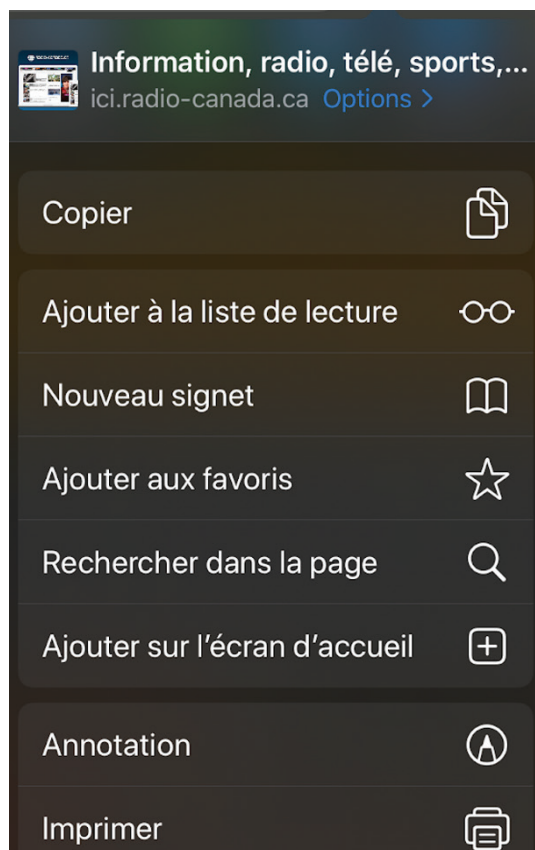 Information, radio, télé, sports,...
ici.radio-canada.ca Options >
Copier
Ajouter à la liste de lecture
Nouveau signet
Ajouter aux favoris
Rechercher dans la page
Ajouter sur l’écran d’accueil
Annotation
Imprimer